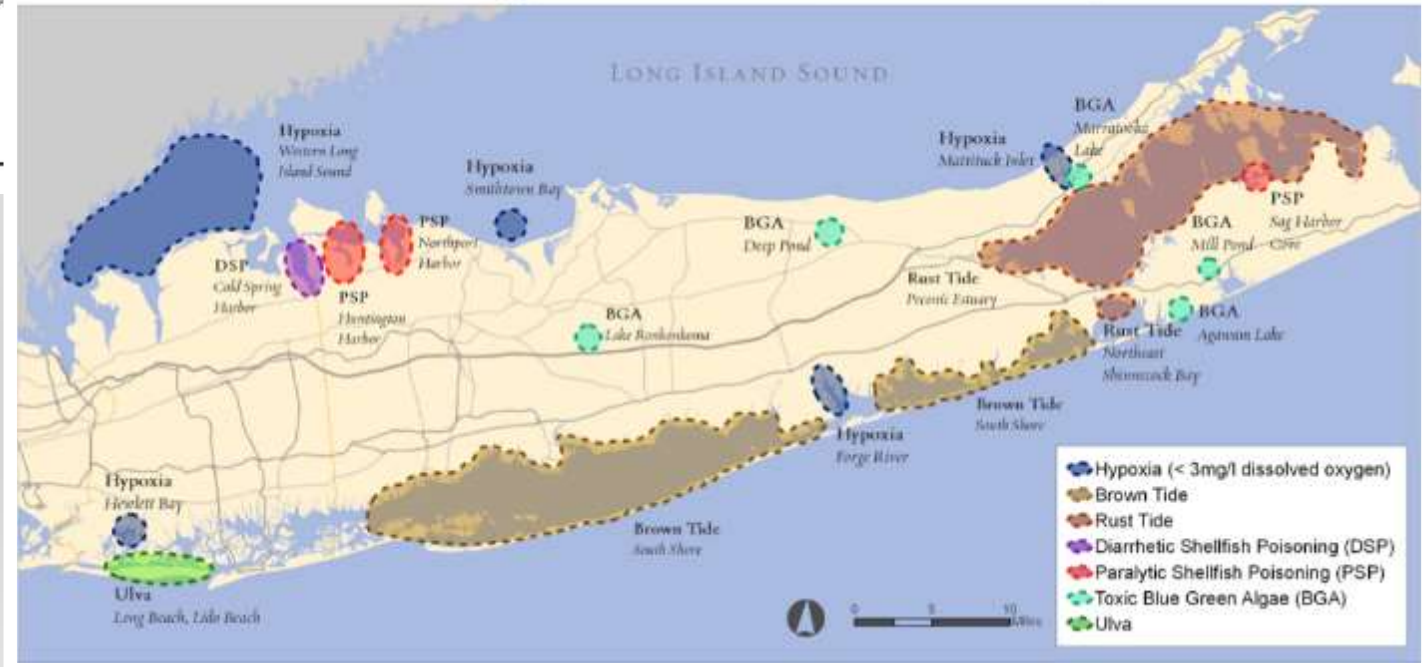 LONG ISLAND SOUND
Hypoxia
Western Long
Island Sound
Hypoxia
Smithtown Bay
PSP
Northport
Harbor
DSP
Cold Spring
Harbor
PSP
Huntington
Harbor
BGA
Lake Ronkonkoma
BGA
Deep Pond
Hypoxia
Mattituck Inlet
BGA
Marratooka
Lake
Rust Tide
Peconic Estuary
PSP
Sag Harbor
Cove
BGA
Mill Pond
BGA
Agawam Lake
Rust Tide
Northeast
Shinnecock Bay
Brown Tide
South Shore
Hypoxia
Forge River
Brown Tide
South Shore
Hypoxia
Hewlett Bay
Ulva
Long Beach, Lido Beach
0 5 10
Miles
Hypoxia (< 3mg/l dissolved oxygen)
Brown Tide
Rust Tide
Diarrhetic Shellfish Poisoning (DSP)
Paralytic Shellfish Poisoning (PSP)
Toxic Blue Green Algae (BGA)
Ulva